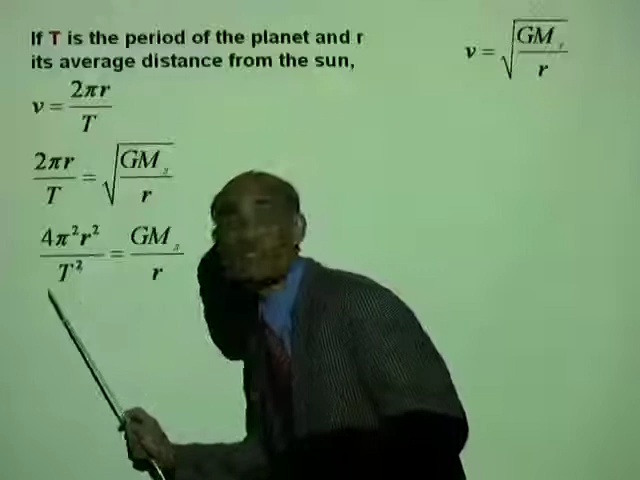 If T is the period of the planet and r
its average distance from the sun,
v = √(GMₛ/r)
v = 2πr/T
2πr/T = √(GMₛ/r)
4π²r²/T² = GMₛ/r